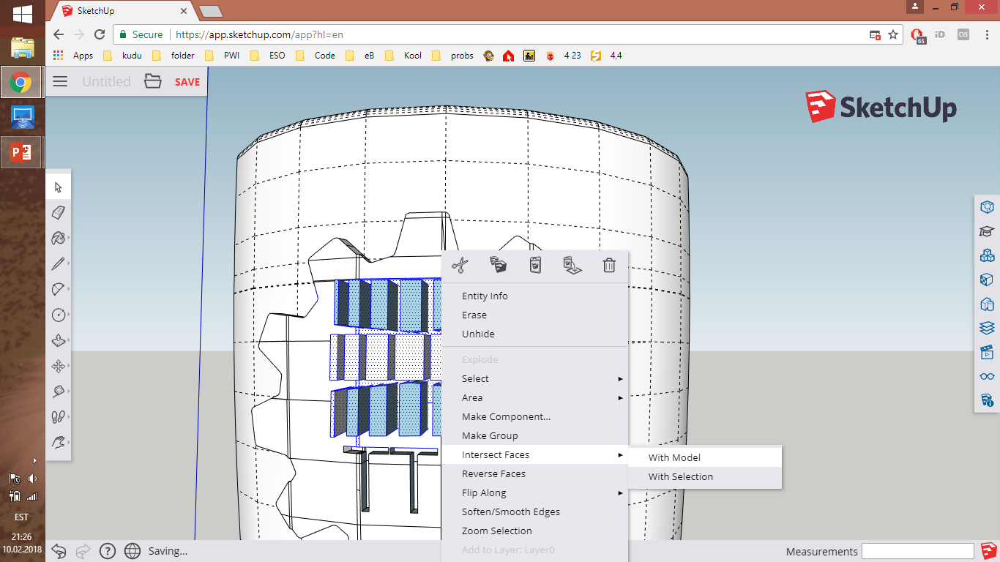 SketchUp
Secure https://app.sketchup.com/app?hl=en
Apps kudu folder PWI ESO Code eB Kool probs 4 23 4,4
65
iD
OS
Untitled SAVE
SketchUp
P
Entity Info
Erase
Unhide
Explode
Select
Area
Make Component...
Make Group
Intersect Faces
With Model
Reverse Faces
With Selection
Flip Along
Soften/Smooth Edges
Zoom Selection
Add to Layer: Layer0
EST
21:26
10.02.2018
Saving...
Measurements